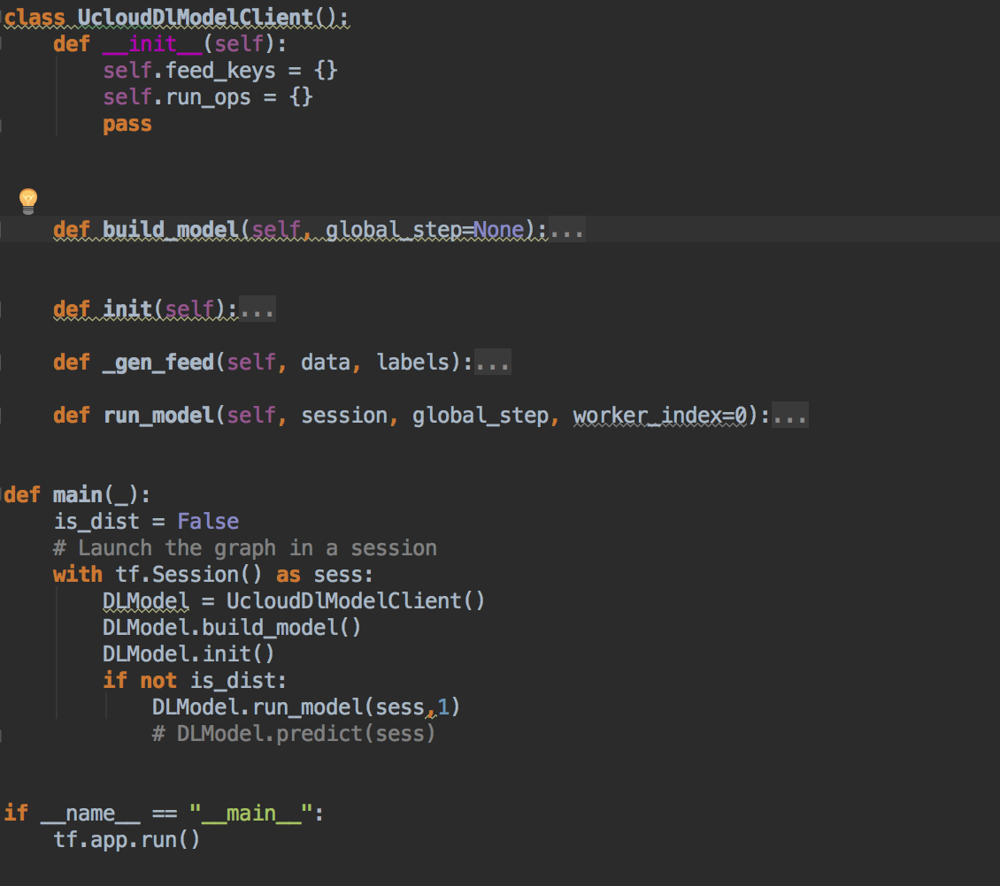 class UcloudDlModelClient():
    def __init__(self):
        self.feed_keys = {}
        self.run_ops = {}
        pass
    def build_model(self, global_step=None):...
    def init(self):...
    def _gen_feed(self, data, labels):...
    def run_model(self, session, global_step, worker_index=0):...
def main(_):
    is_dist = False
    # Launch the graph in a session
    with tf.Session() as sess:
        DLModel = UcloudDlModelClient()
        DLModel.build_model()
        DLModel.init()
        if not is_dist:
            DLModel.run_model(sess,1)
            # DLModel.predict(sess)
if __name__ == "__main__":
    tf.app.run()